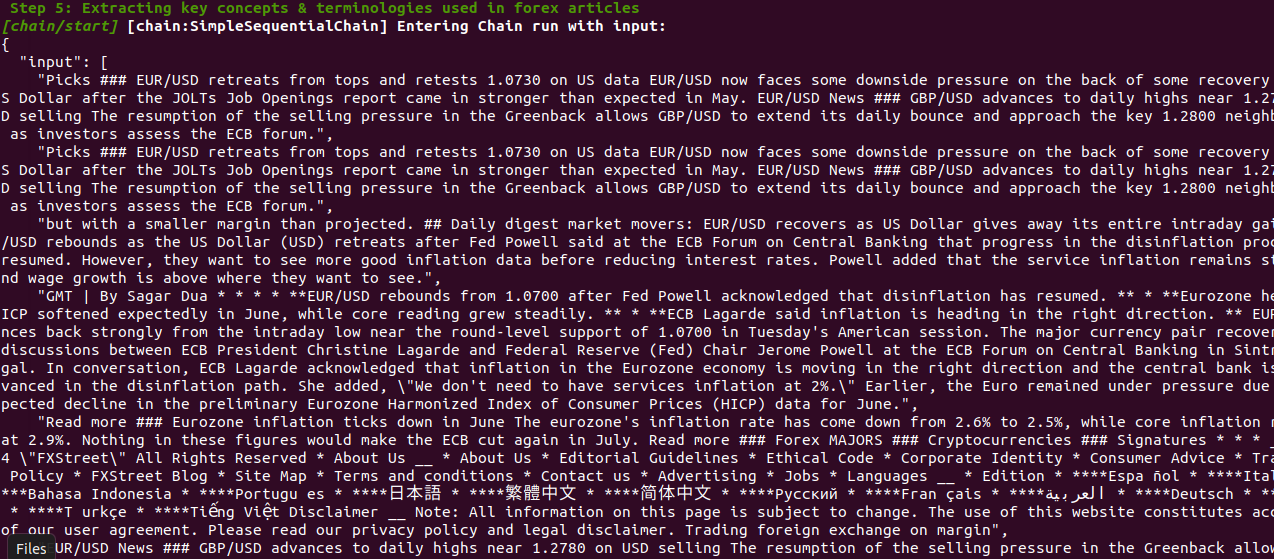 Step 5: Extracting key concepts & terminologies used in forex articles
[chain/start] [chain:SimpleSequentialChain] Entering Chain run with input:
{
"input": [
"Picks ### EUR/USD retreats from tops and retests 1.0730 on US data EUR/USD now faces some downside pressure on the back of some recovery
S Dollar after the JOLTs Job Openings report came in stronger than expected in May. EUR/USD News ### GBP/USD advances to daily highs near 1.27
D selling The resumption of the selling pressure in the Greenback allows GBP/USD to extend its daily bounce and approach the key 1.2800 neighb
as investors assess the ECB forum.",
"Picks ### EUR/USD retreats from tops and retests 1.0730 on US data EUR/USD now faces some downside pressure on the back of some recovery
S Dollar after the JOLTs Job Openings report came in stronger than expected in May. EUR/USD News ### GBP/USD advances to daily highs near 1.27
D selling The resumption of the selling pressure in the Greenback allows GBP/USD to extend its daily bounce and approach the key 1.2800 neighb
as investors assess the ECB forum.",
"but with a smaller margin than projected. ## Daily digest market movers: EUR/USD recovers as US Dollar gives away its entire intraday gai
/USD rebounds as the US Dollar (USD) retreats after Fed Powell said at the ECB Forum on Central Banking that progress in the disinflation proc
resumed. However, they want to see more good inflation data before reducing interest rates. Powell added that the service inflation remains st
nd wage growth is above where they want to see.",
"GMT | By Sagar Dua * * * * **EUR/USD rebounds from 1.0700 after Fed Powell acknowledged that disinflation has resumed. ** * **Eurozone he
ICP softened expectedly in June, while core reading grew steadily. ** * **ECB Lagarde said inflation is heading in the right direction. ** EUR
nces back strongly from the intraday low near the round-level support of 1.0700 in Tuesday's American session. The major currency pair recover
discussions between ECB President Christine Lagarde and Federal Reserve (Fed) Chair Jerome Powell at the ECB Forum on Central Banking in Sintr
gal. In conversation, ECB Lagarde acknowledged that inflation in the Eurozone economy is moving in the right direction and the central bank is
vanced in the disinflation path. She added, \"We don't need to have services inflation at 2%.\" Earlier, the Euro remained under pressure due
pected decline in the preliminary Eurozone Harmonized Index of Consumer Prices (HICP) data for June.",
"Read more ### Eurozone inflation ticks down in June The eurozone's inflation rate has come down from 2.6% to 2.5%, while core inflation r
at 2.9%. Nothing in these figures would make the ECB cut again in July. Read more ### Forex MAJORS ### Cryptocurrencies ### Signatures * * * _
4 \"FXStreet\" All Rights Reserved * About Us __ * About Us * Editorial Guidelines * Ethical Code * Corporate Identity * Consumer Advice * Tra
Policy * FXStreet Blog * Site Map * Terms and conditions * Contact us * Advertising * Jobs * Languages __ * Edition * ****Espa ñol * ****Ital
***Bahasa Indonesia * ****Portugu es * ****日本語 * ****繁體中文 * ****简体中文 * ****Русский * ****Fran çais * ****العربية * ****Deutsch * **
* ****T urkçe * ****Tiếng Việt Disclaimer __ Note: All information on this page is subject to change. The use of this website constitutes acc
of our user agreement. Please read our privacy policy and legal disclaimer. Trading foreign exchange on margin",
Files UR/USD News ### GBP/USD advances to daily highs near 1.2780 on USD selling The resumption of the selling pressure in the Greenback allow